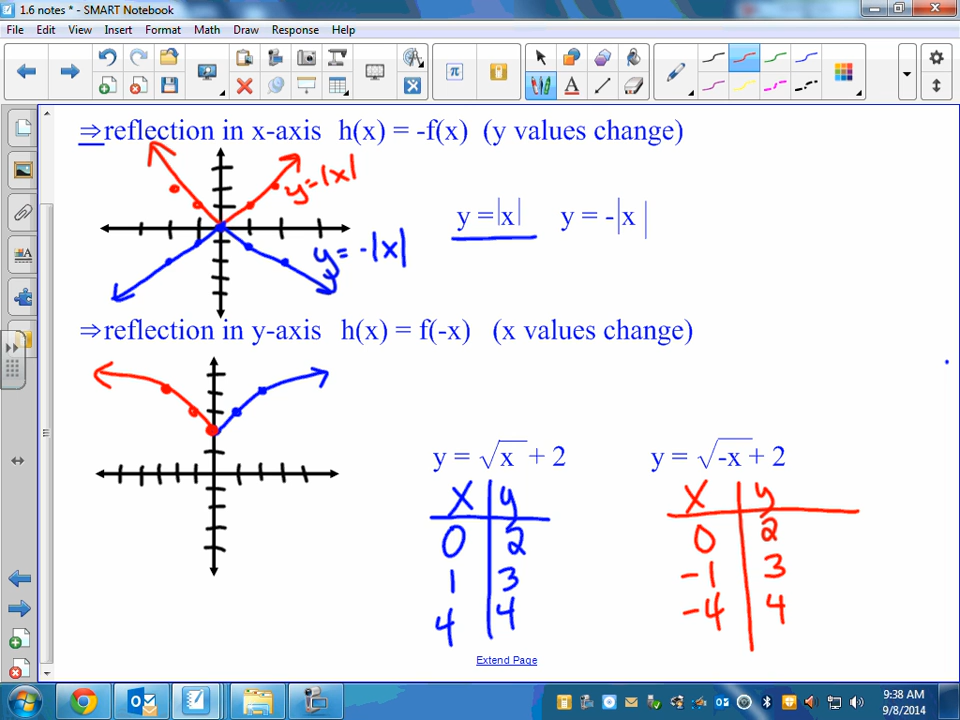 1.6 notes * - SMART Notebook
File Edit View Insert Format Math Draw Response Help
⇒reflection in x-axis h(x) = -f(x) (y values change)
y=|x|
y = |x| y = -|x|
y= -|x|
⇒reflection in y-axis h(x) = f(-x) (x values change)
y = √x + 2 y = √-x + 2
x y x y
0 2 0 2
1 3 -1 3
4 4 -4 4
Extend Page
9:38 AM
9/8/2014